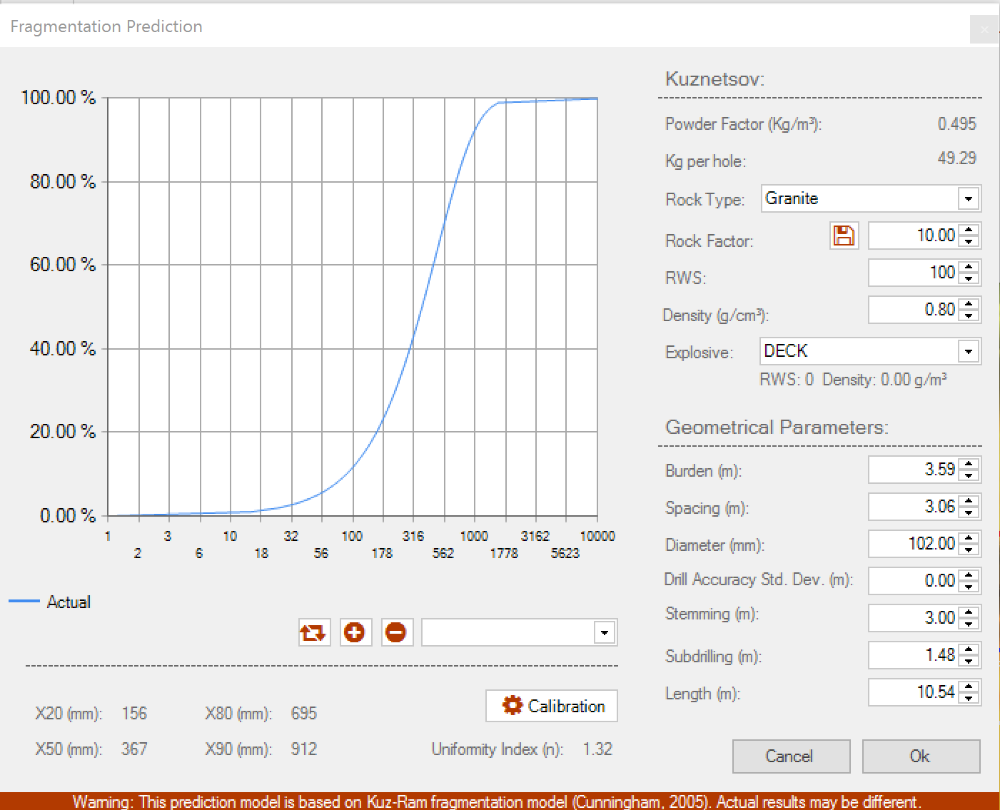 Fragmentation Prediction
100.00 %
80.00 %
60.00 %
40.00 %
20.00 %
0.00 %
1 3 10 32 100 316 1000 3162 10000
2 6 18 56 178 562 1778 5623
Actual
X20 (mm): 156 X80 (mm): 695
X50 (mm): 367 X90 (mm): 912
Calibration
Uniformity Index (n): 1.32
Kuznetsov:
Powder Factor (Kg/m³): 0.495
Kg per hole: 49.29
Rock Type: Granite
Rock Factor: 10.00
RWS: 100
Density (g/cm³): 0.80
Explosive: DECK
RWS: 0 Density: 0.00 g/m³
Geometrical Parameters:
Burden (m): 3.59
Spacing (m): 3.06
Diameter (mm): 102.00
Drill Accuracy Std. Dev. (m): 0.00
Stemming (m): 3.00
Subdrilling (m): 1.48
Length (m): 10.54
Cancel Ok
Warning: This prediction model is based on Kuz-Ram fragmentation model (Cunningham, 2005). Actual results may be different.